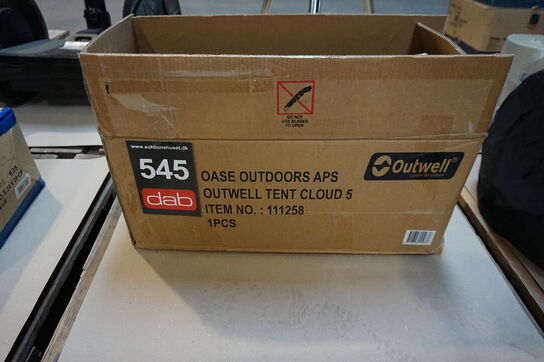 DO NOT
USE BLADES
TO OPEN
www.auktionshuset.dk
545
dab
OASE OUTDOORS APS
OUTWELL TENT CLOUD 5
ITEM NO. : 111258
1PCS
Outwell